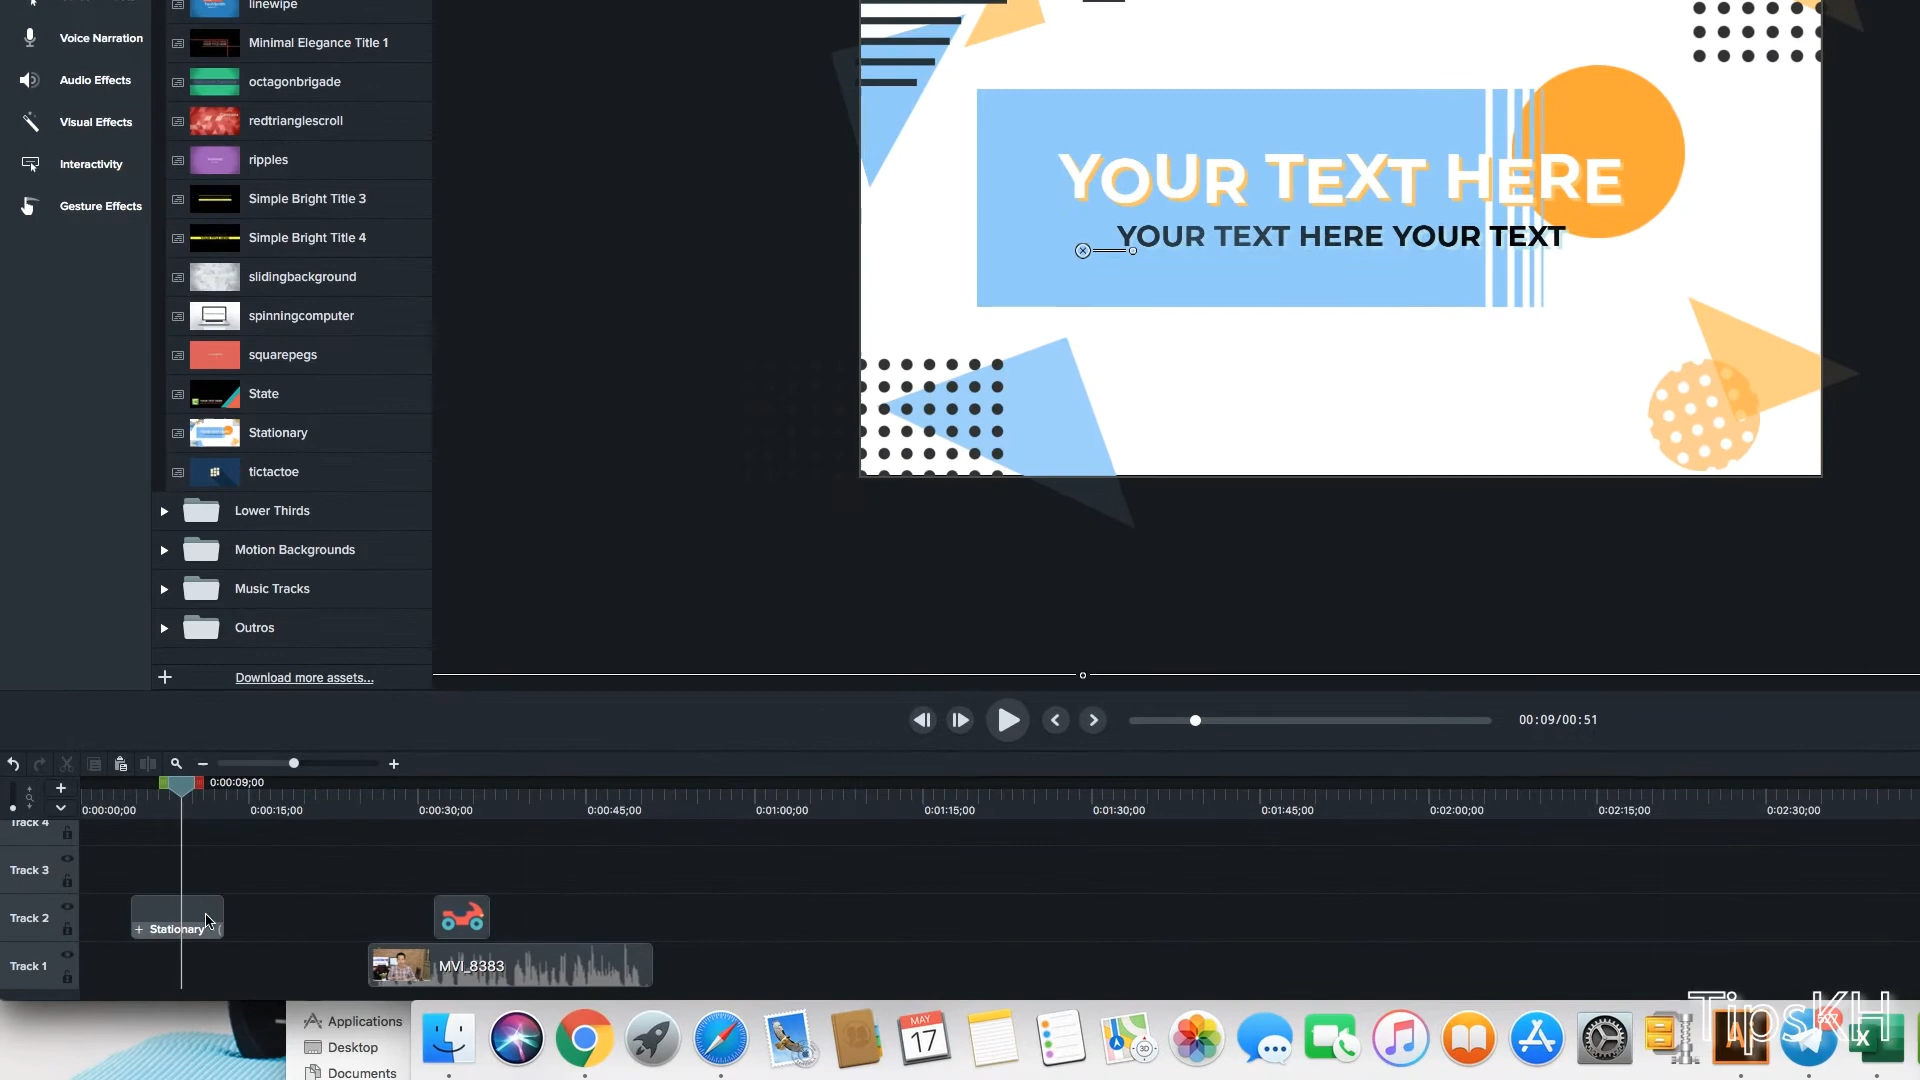 linewipe
Voice Narration
Minimal Elegance Title 1
Audio Effects
octagonbrigade
Visual Effects
redtrianglescroll
Interactivity
ripples
Gesture Effects
Simple Bright Title 3
Simple Bright Title 4
slidingbackground
spinningcomputer
squarepegs
State
Stationary
tictactoe
Lower Thirds
Motion Backgrounds
Music Tracks
Outros
Download more assets...
YOUR TEXT HERE
YOUR TEXT HERE YOUR TEXT
00:09/00:51
0:00:09;00
0:00:00;00
0:00:15;00
0:00:30;00
0:00:45;00
0:01:00;00
0:01:15;00
0:01:30;00
0:01:45;00
0:02:00;00
0:02:15;00
0:02:30;00
Track 4
Track 3
Track 2
+ Stationary
Track 1
MVI_8383
Applications
Desktop
Documents
MAY
17
3D
TipsKH